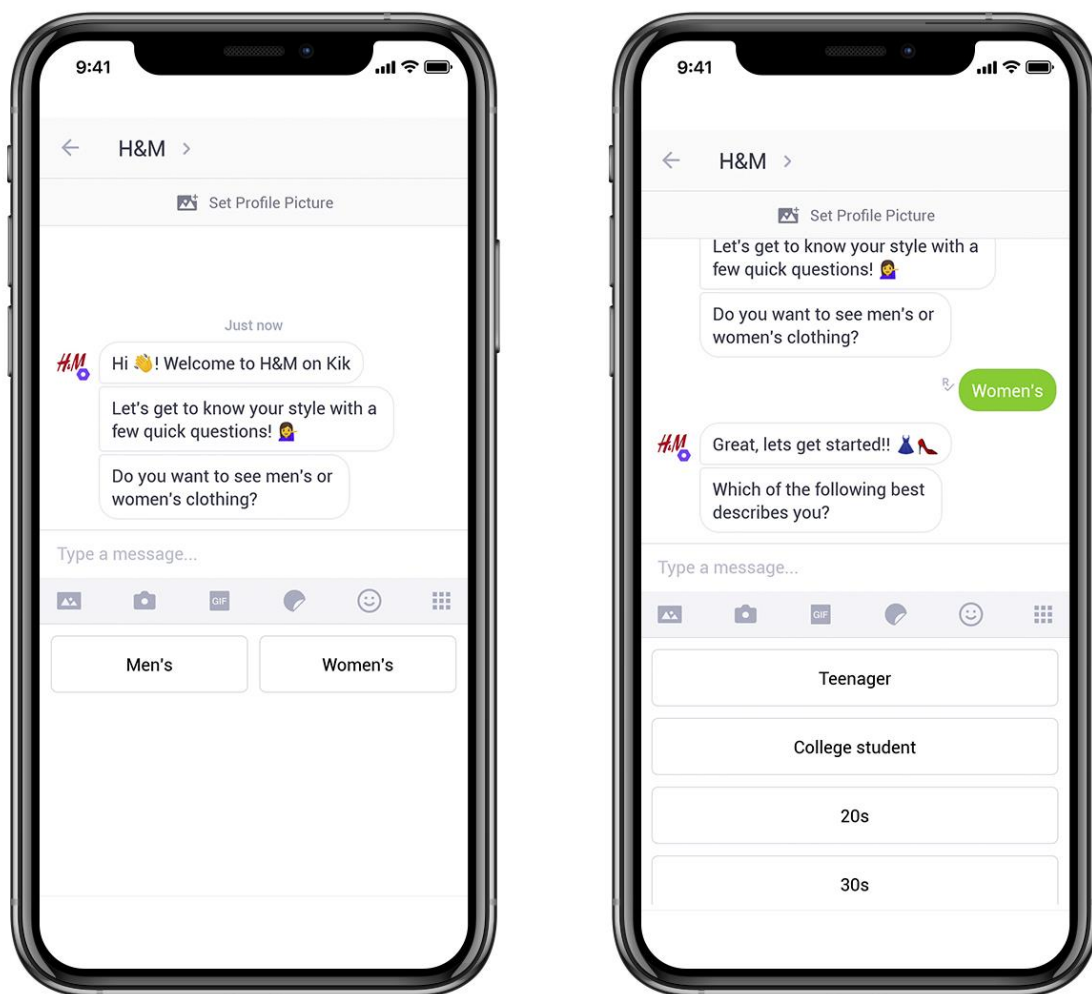 9:41
H&M >
Set Profile Picture
Just now
H&M
Hi 👋! Welcome to H&M on Kik
Let's get to know your style with a
few quick questions! 💁‍♀️
Do you want to see men's or
women's clothing?
Type a message...
GIF
Men's
Women's
9:41
H&M >
Set Profile Picture
Let's get to know your style with a
few quick questions! 💁‍♀️
Do you want to see men's or
women's clothing?
R
Women's
H&M
Great, lets get started!! 👗👠
Which of the following best
describes you?
Type a message...
GIF
Teenager
College student
20s
30s